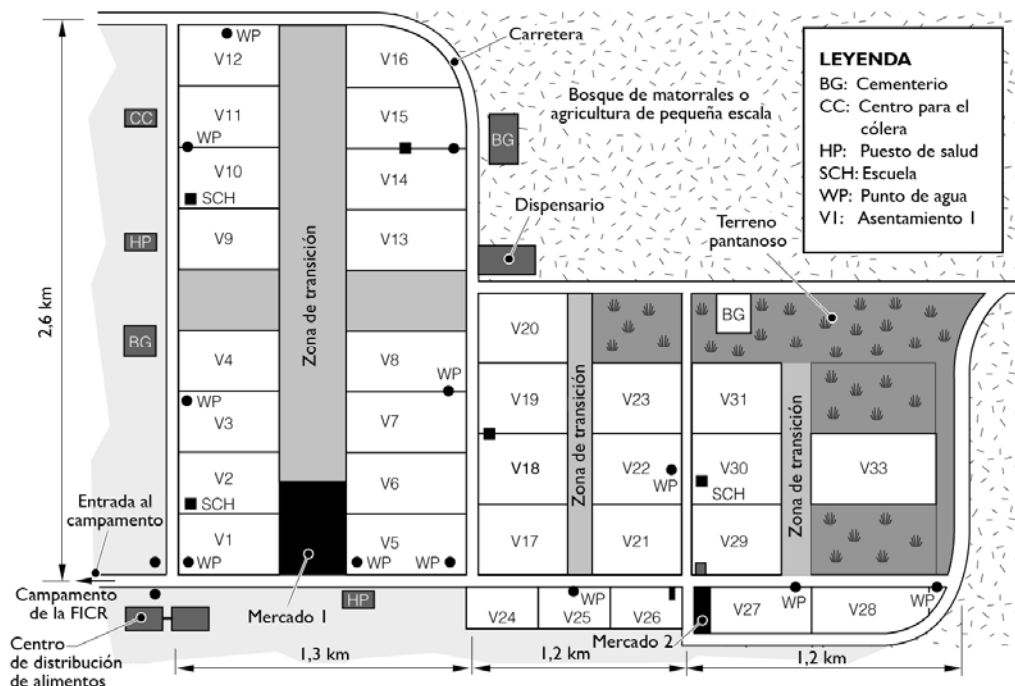 WP
V12
V16
Carretera
LEYENDA
BG: Cementerio
CC: Centro para el
cólera
HP: Puesto de salud
SCH: Escuela
WP: Punto de agua
V1: Asentamiento 1
Bosque de matorrales o
agricultura de pequeña escala
CC
V11
WP
V15
BG
V10
SCH
V14
Dispensario
Terreno
pantanoso
HP
V9
V13
2,6 km
Zona de transición
BG
V4
V8
WP
V20
BG
WP
V3
V7
V19
V23
V31
Zona de transición
Zona de transición
V2
SCH
V6
V18
V22
WP
V30
SCH
V33
Entrada al
campamento
V1
WP
V5
WP
WP
V17
V21
V29
Campamento
de la FICR
Mercado 1
HP
V24
V25
WP
V26
V27
WP
V28
WP
Mercado 2
Centro
de distribución
de alimentos
1,3 km
1,2 km
1,2 km